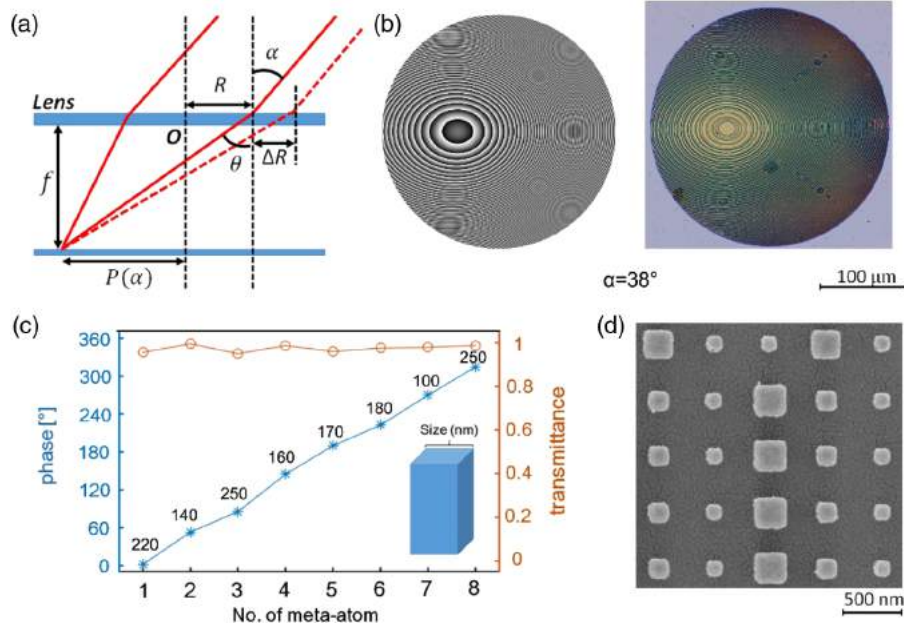 (a)
α
R
Lens
O
θ
ΔR
f
P(α)
(b)
α=38°
100 μm
(c)
360
300
240
180
120
60
0
phase [°]
220
140
250
160
170
180
100
250
Size (nm)
1
0.8
0.6
0.4
0.2
0
transmittance
1 2 3 4 5 6 7 8
No. of meta-atom
(d)
500 nm